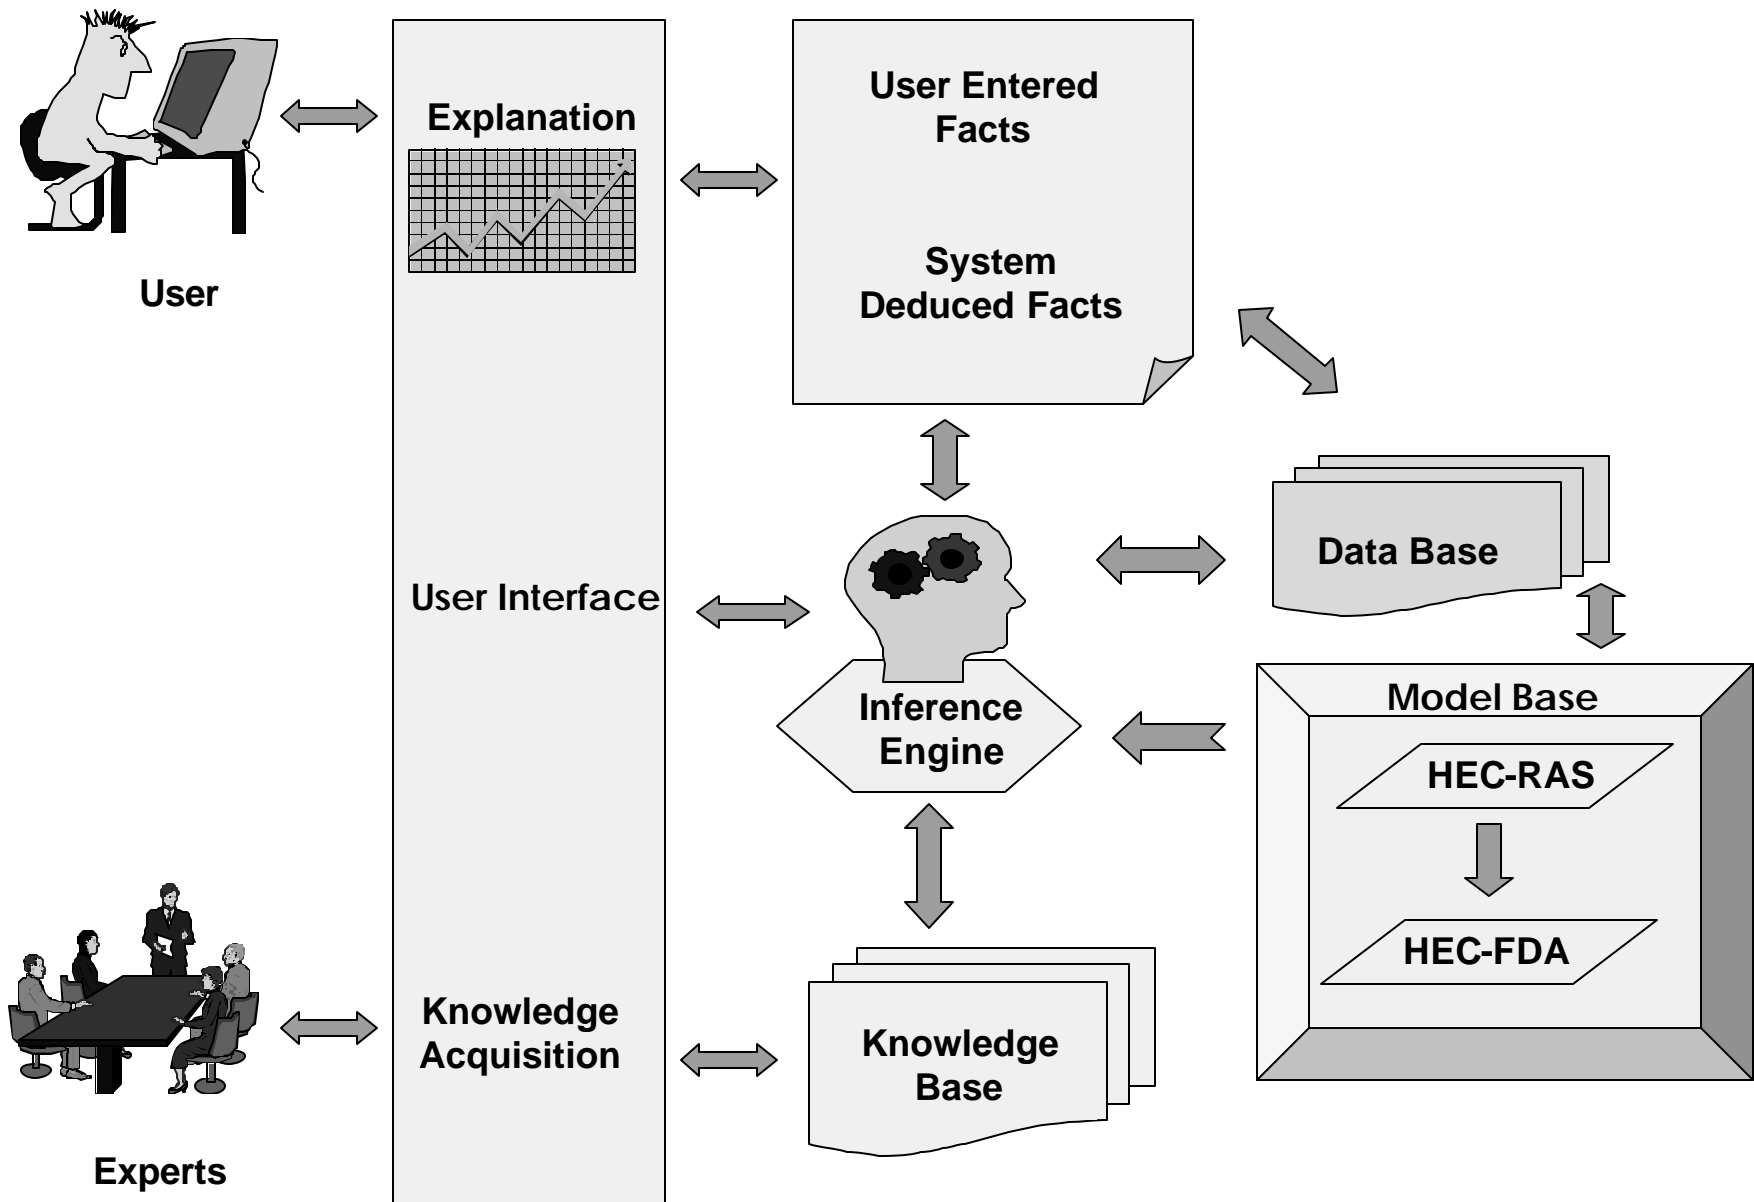 Explanation
User
User Interface
Knowledge
Acquisition
Experts
User Entered
Facts
System
Deduced Facts
Inference
Engine
Knowledge
Base
Data Base
Model Base
HEC-RAS
HEC-FDA